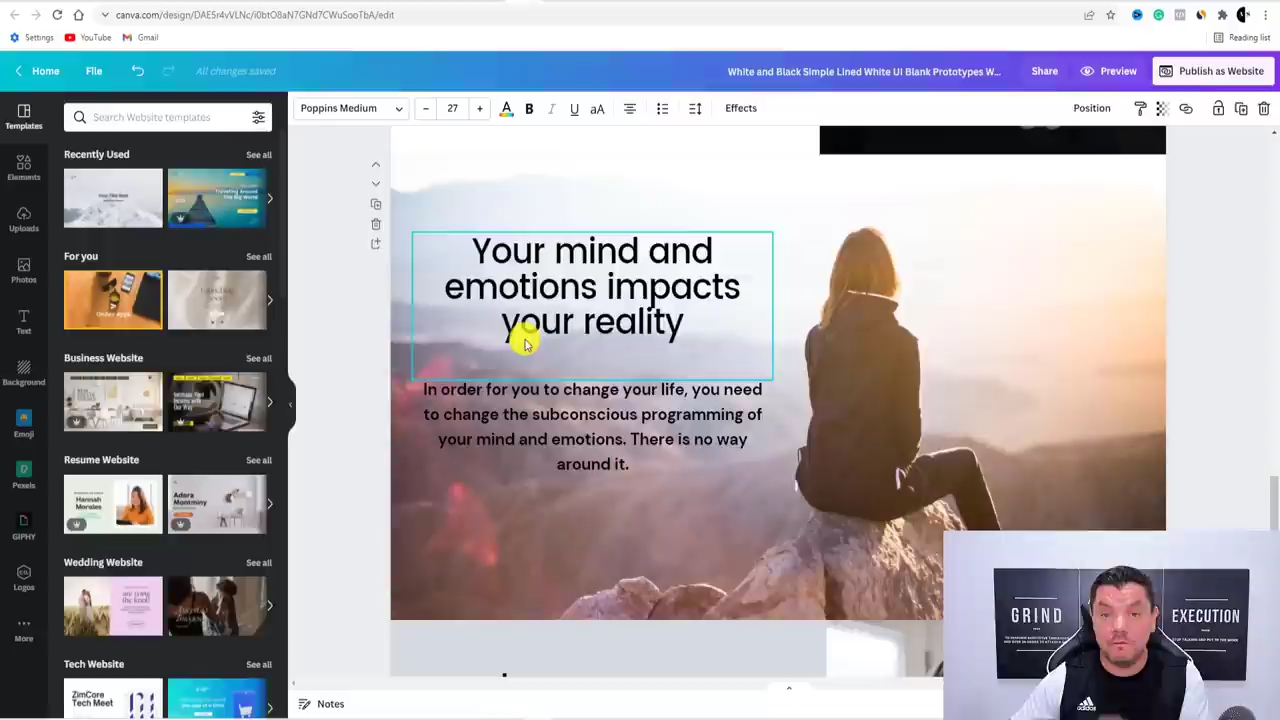 canva.com/design/DAE5r4vVLNc/i0btO8aN7GNd7CWuSooTbA/edit
Settings
YouTube
Gmail
Reading list
Home
File
All changes saved
White and Black Simple Lined White UI Blank Prototypes W...
Share
Preview
Publish as Website
Templates
Elements
Uploads
Photos
Text
Background
Emoji
Pexels
GIPHY
Logos
More
Search Website templates
Recently Used
See all
For you
See all
Business Website
See all
Resume Website
See all
Hannah
Morales
Adora
Montminy
Wedding Website
See all
Tech Website
See all
ZimCore
Tech Meet
Poppins Medium
27
A
B
I
U
aA
Effects
Position
Your mind and
emotions impacts
your reality
In order for you to change your life, you need
to change the subconscious programming of
your mind and emotions. There is no way
around it.
GRIND
EXECUTION
adidas
Notes